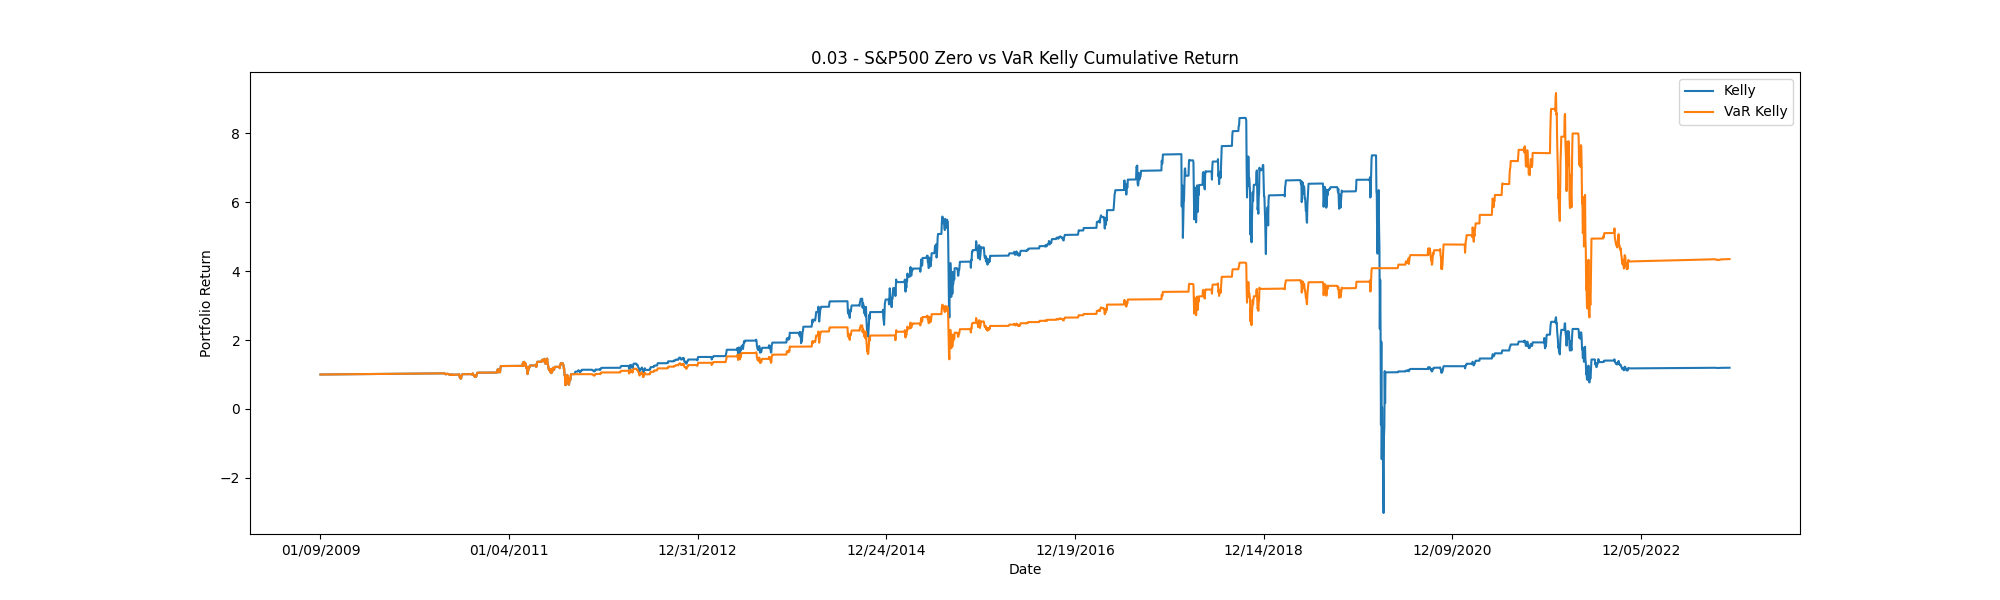 0.03 - S&P500 Zero vs VaR Kelly Cumulative Return
Kelly
VaR Kelly
Portfolio Return
8
6
4
2
0
−2
01/09/2009
01/04/2011
12/31/2012
12/24/2014
12/19/2016
12/14/2018
12/09/2020
12/05/2022
Date